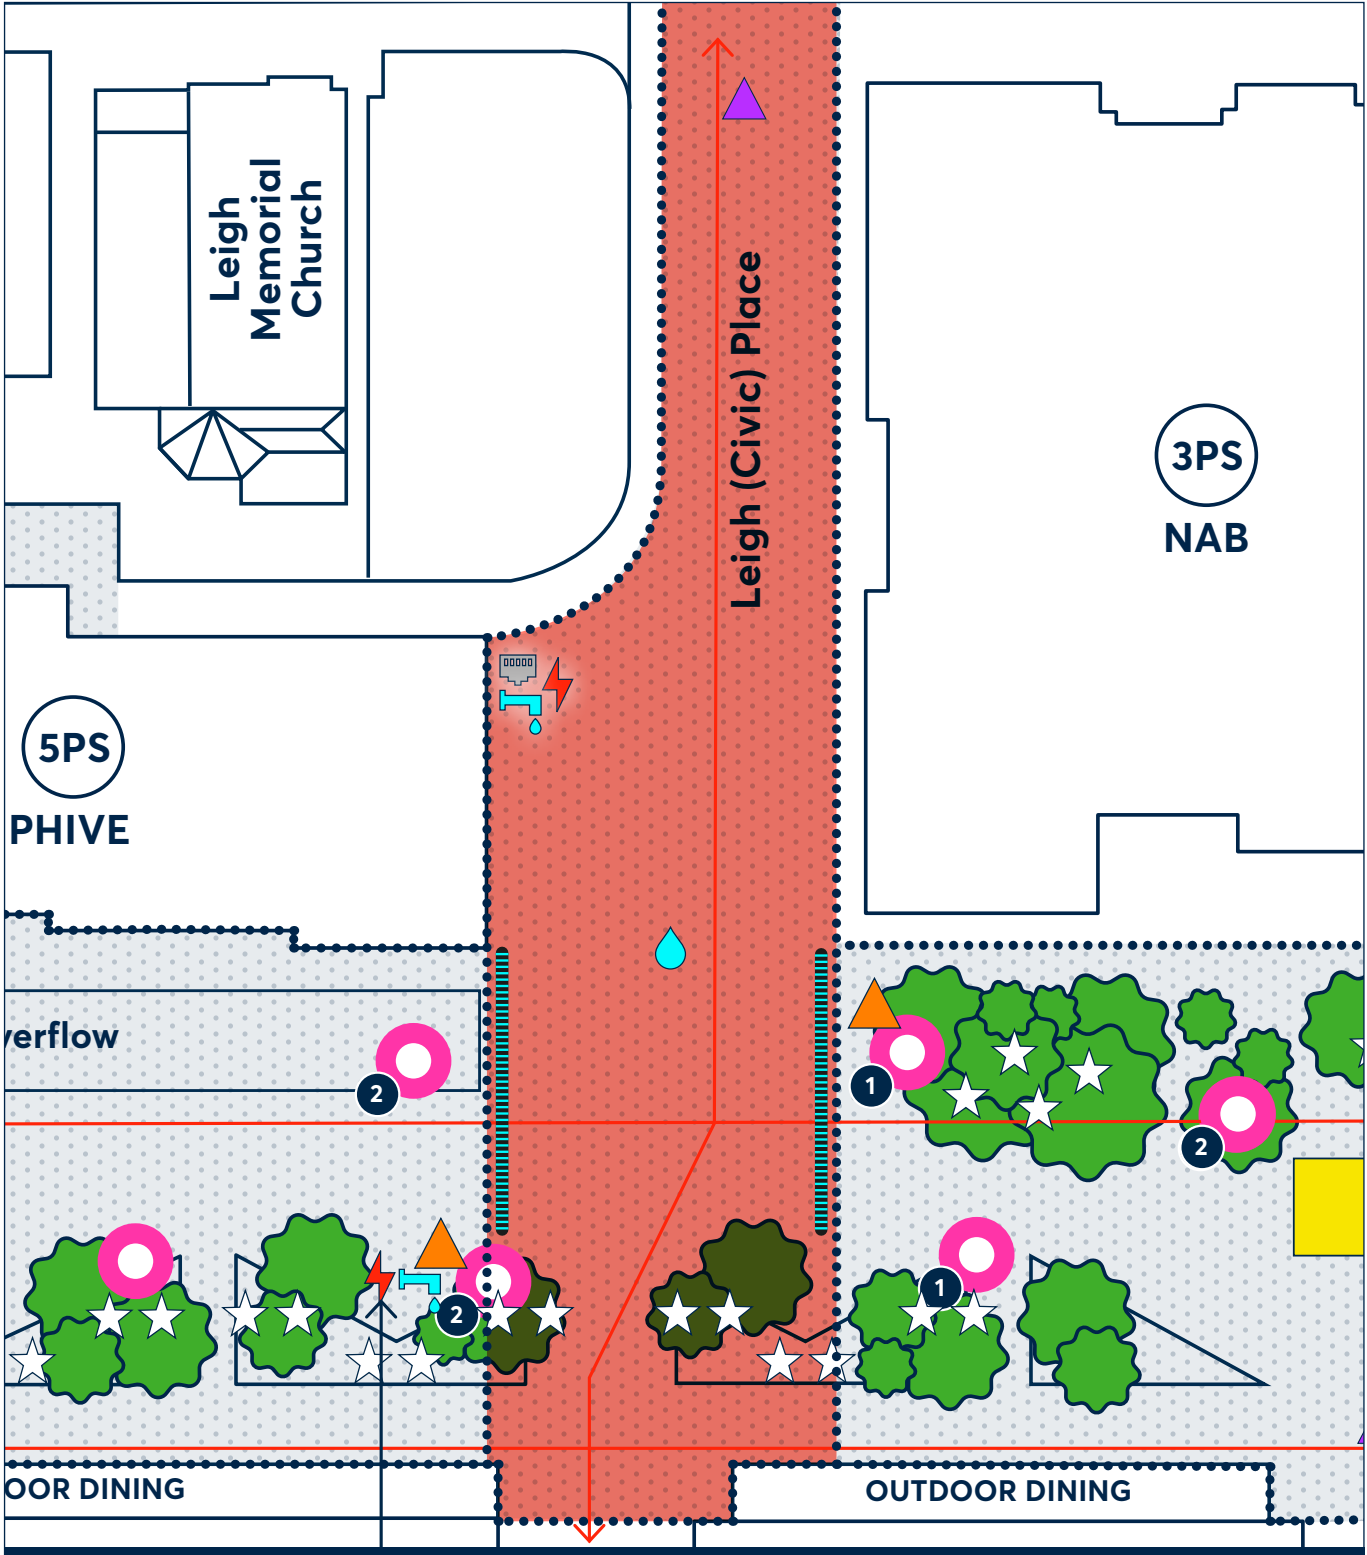 Leigh
Memorial
Church
Leigh (Civic) Place
3PS
NAB
5PS
PHIVE
verflow
2
1
2
2
1
OOR DINING
OUTDOOR DINING